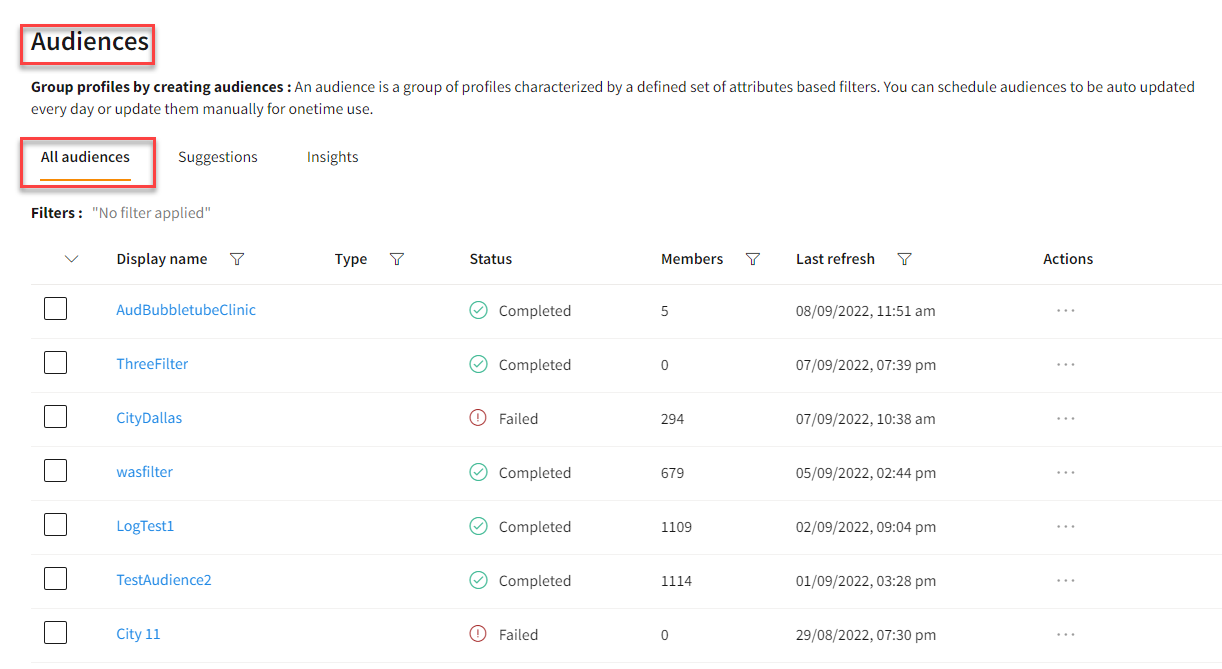 Audiences
Group profiles by creating audiences : An audience is a group of profiles characterized by a defined set of attributes based filters. You can schedule audiences to be auto updated
every day or update them manually for onetime use.
All audiences Suggestions Insights
Filters : "No filter applied"
Display name Type Status Members Last refresh Actions
AudBubbletubeClinic Completed 5 08/09/2022, 11:51 am ...
ThreeFilter Completed 0 07/09/2022, 07:39 pm ...
CityDallas Failed 294 07/09/2022, 10:38 am ...
wasfilter Completed 679 05/09/2022, 02:44 pm ...
LogTest1 Completed 1109 02/09/2022, 09:04 pm ...
TestAudience2 Completed 1114 01/09/2022, 03:28 pm ...
City 11 Failed 0 29/08/2022, 07:30 pm ...